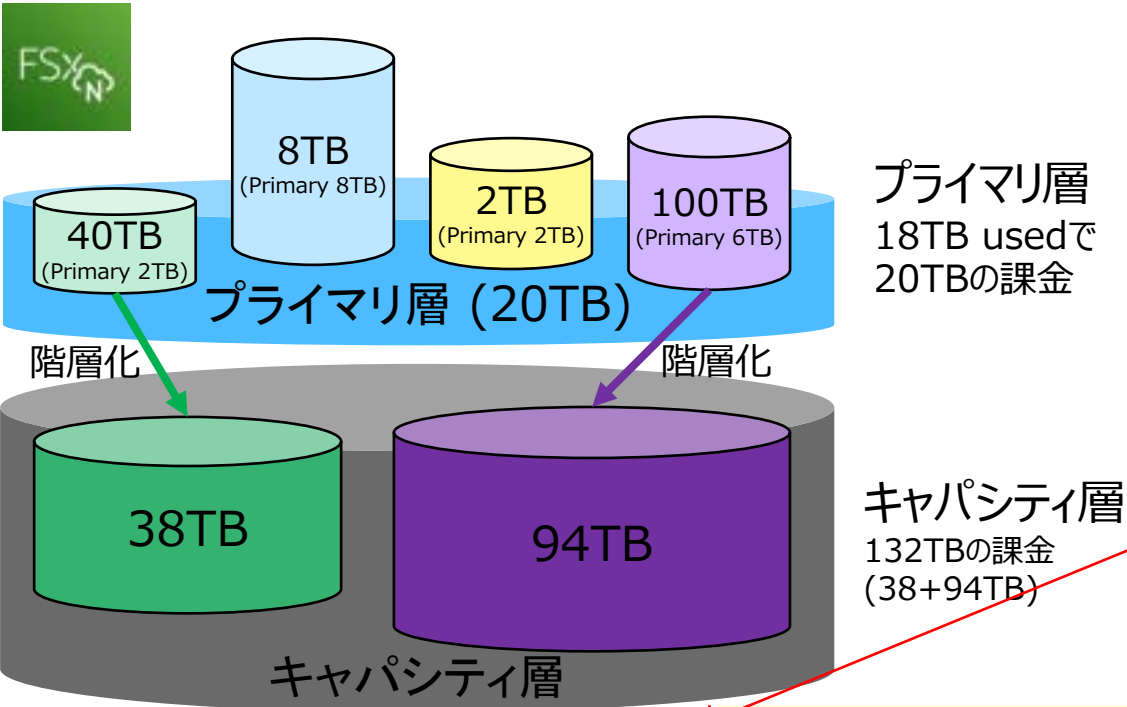 FSx
N
8TB
(Primary 8TB)
2TB
(Primary 2TB)
100TB
(Primary 6TB)
40TB
(Primary 2TB)
プライマリ層 (20TB)
プライマリ層
18TB usedで
20TBの課金
階層化
階層化
38TB
94TB
キャパシティ層
キャパシティ層
132TBの課金
(38+94TB)